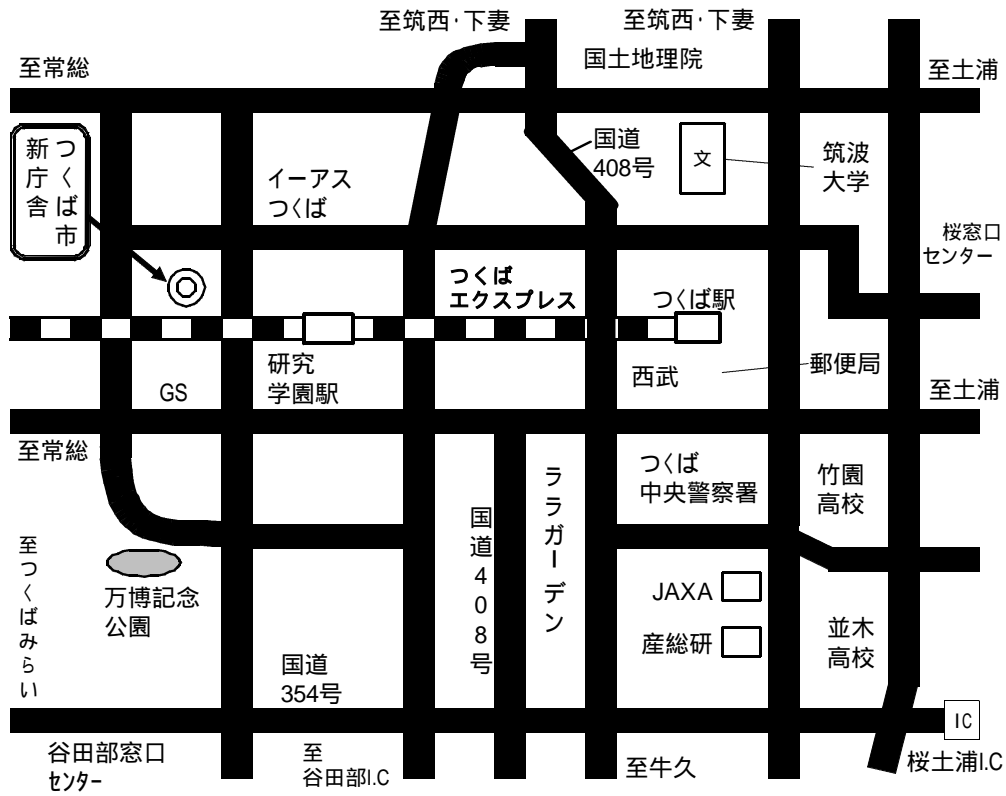 至筑西・下妻
至筑西・下妻
至常総
国土地理院
至土浦
つくば市
新庁舎
国道
408号
文
筑波
大学
イーアス
つくば
桜窓口
センター
つくば
エクスプレス
つくば駅
研究
学園駅
GS
西武
郵便局
至土浦
至常総
つくば
中央警察署
竹園
高校
ララガーデン
国道408号
至つくばみらい
万博記念
公園
JAXA
産総研
並木
高校
国道
354号
IC
谷田部窓口
センター
至
谷田部I.C
至牛久
桜土浦I.C